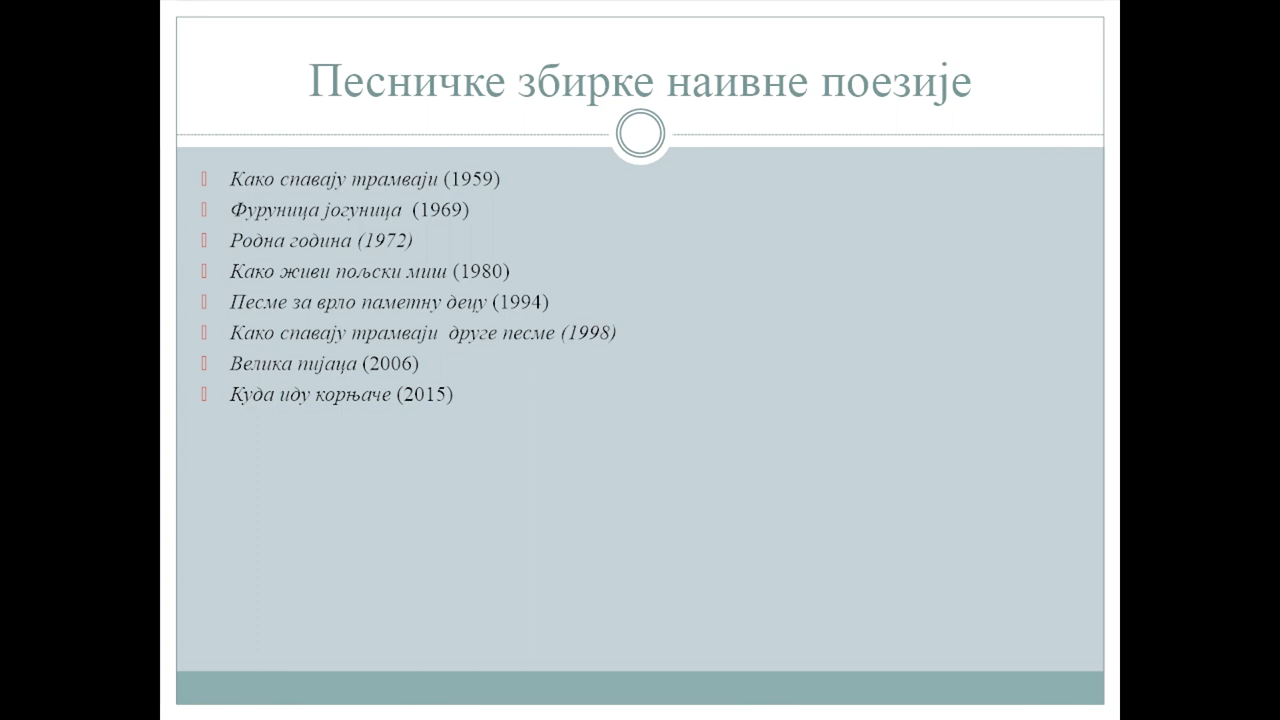 Песничке збирке наивне поезије
Како спавају трамваји (1959)
Фуруница јогуница (1969)
Родна година (1972)
Како живи пољски миш (1980)
Песме за врло паметну децу (1994)
Како спавају трамваји друге песме (1998)
Велика пијаца (2006)
Куда иду корњаче (2015)